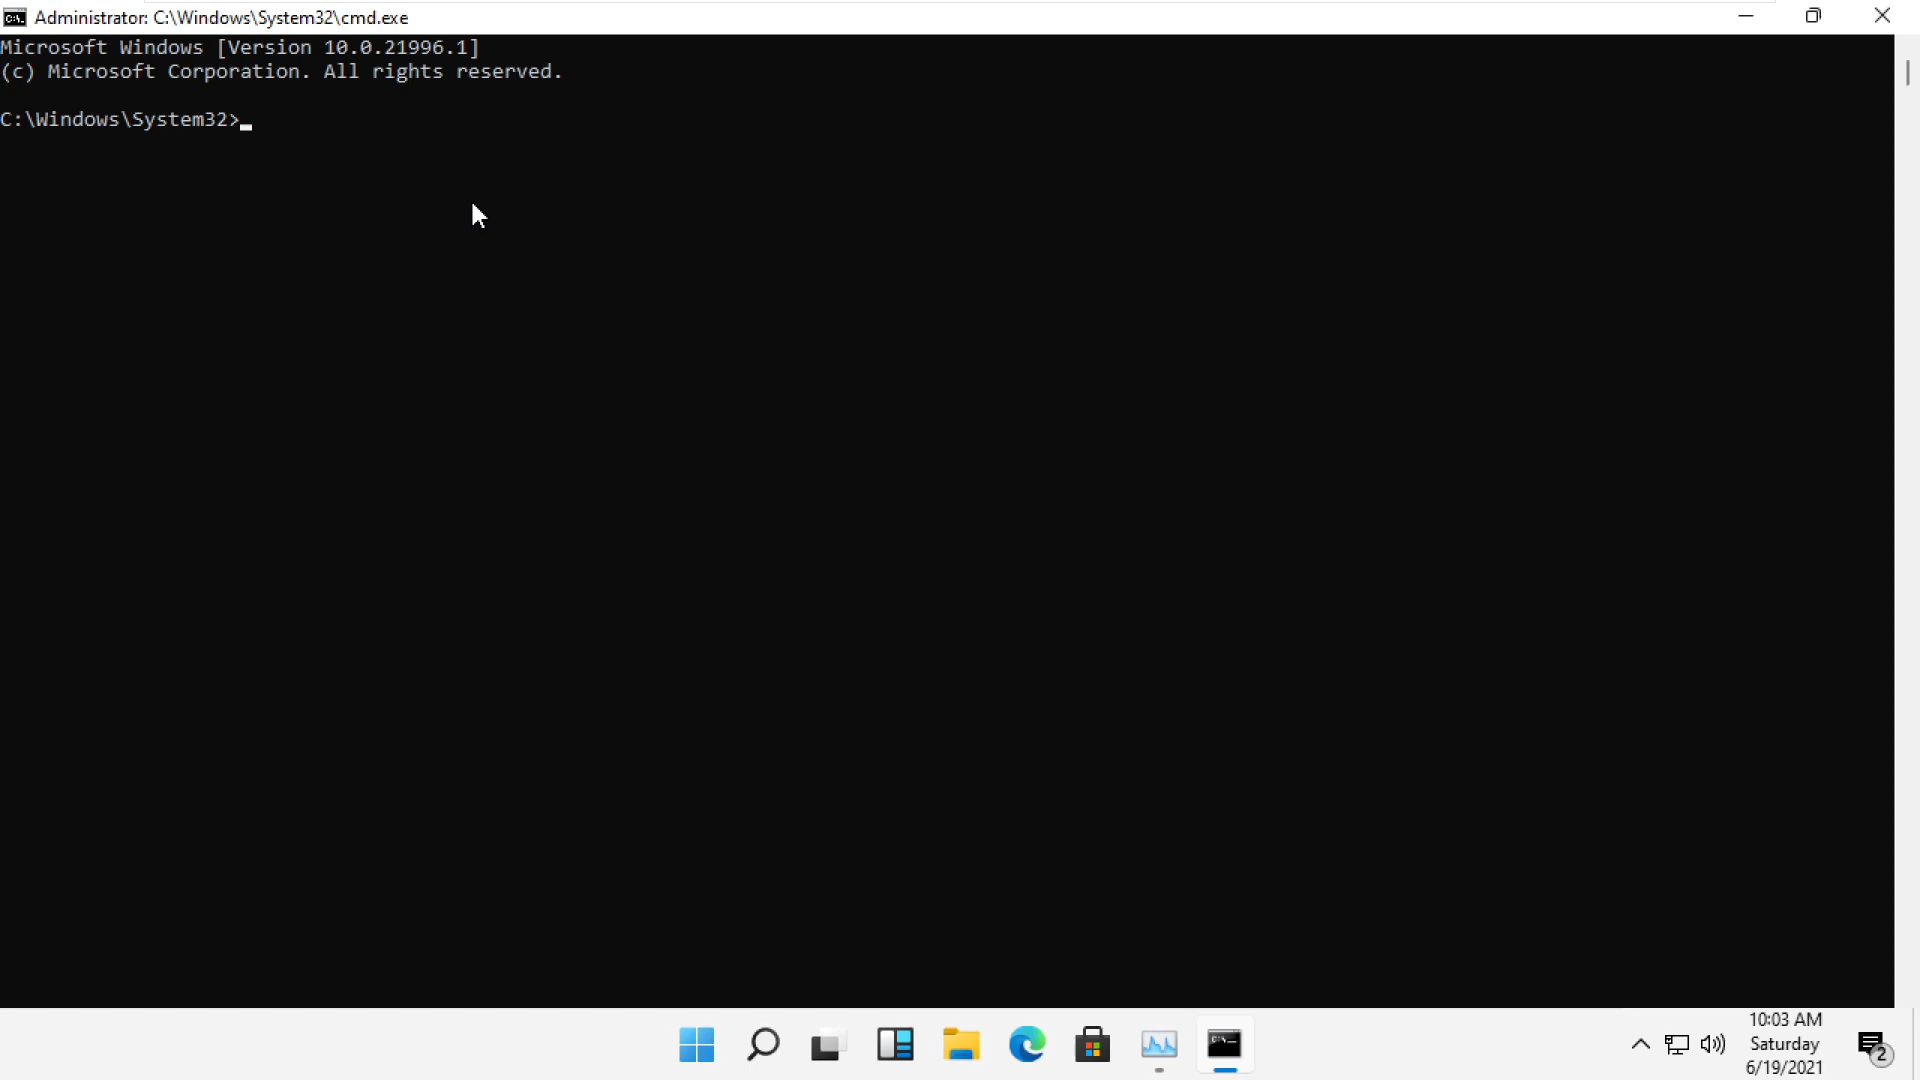 Administrator: C:\Windows\System32\cmd.exe
Microsoft Windows [Version 10.0.21996.1]
(c) Microsoft Corporation. All rights reserved.
C:\Windows\System32>
10:03 AM
Saturday
6/19/2021
2